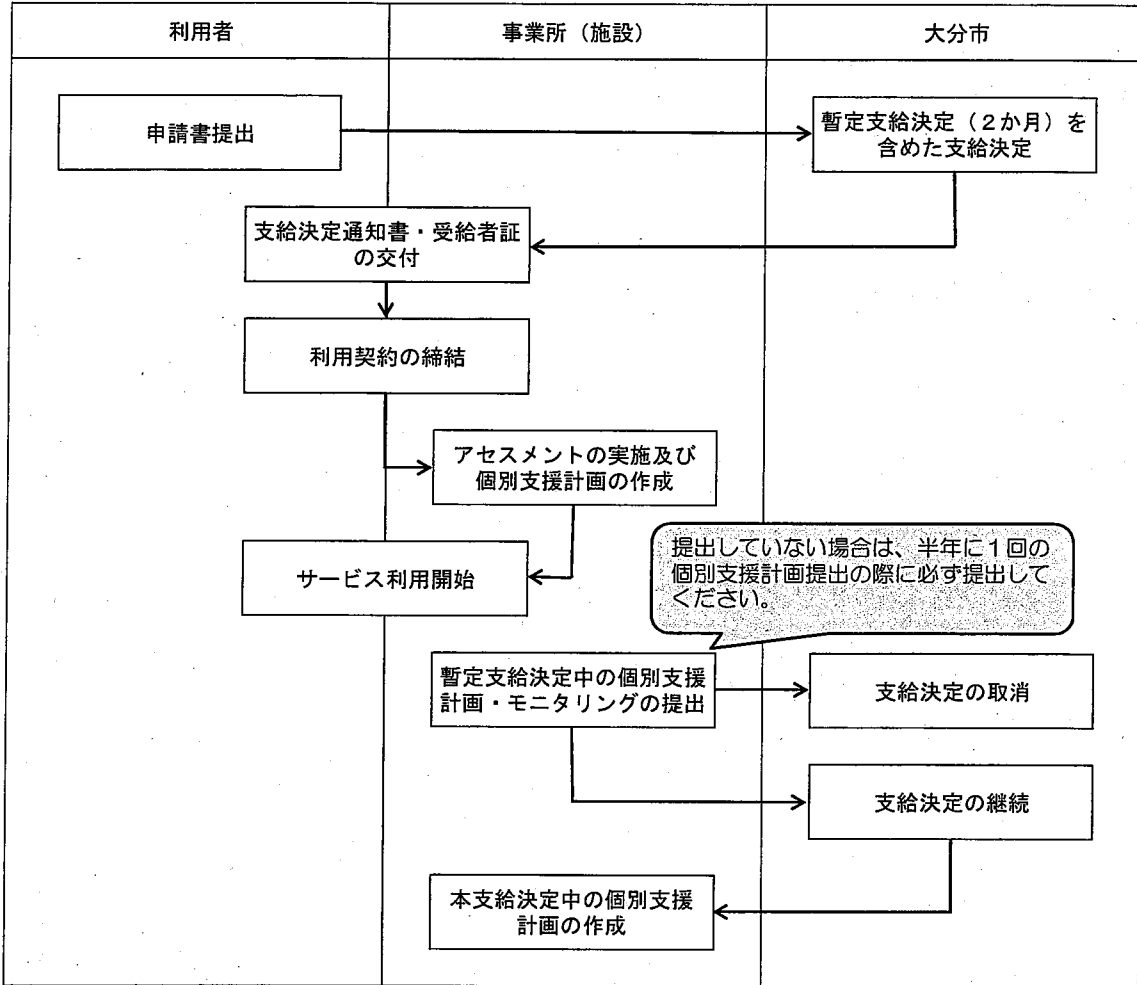 利用者
事業所（施設）
大分市
申請書提出
暫定支給決定（２か月）を
含めた支給決定
支給決定通知書・受給者証
の交付
利用契約の締結
アセスメントの実施及び
個別支援計画の作成
サービス利用開始
提出していない場合は、半年に１回の
個別支援計画提出の際に必ず提出して
ください。
暫定支給決定中の個別支援
計画・モニタリングの提出
支給決定の取消
支給決定の継続
本支給決定中の個別支援
計画の作成